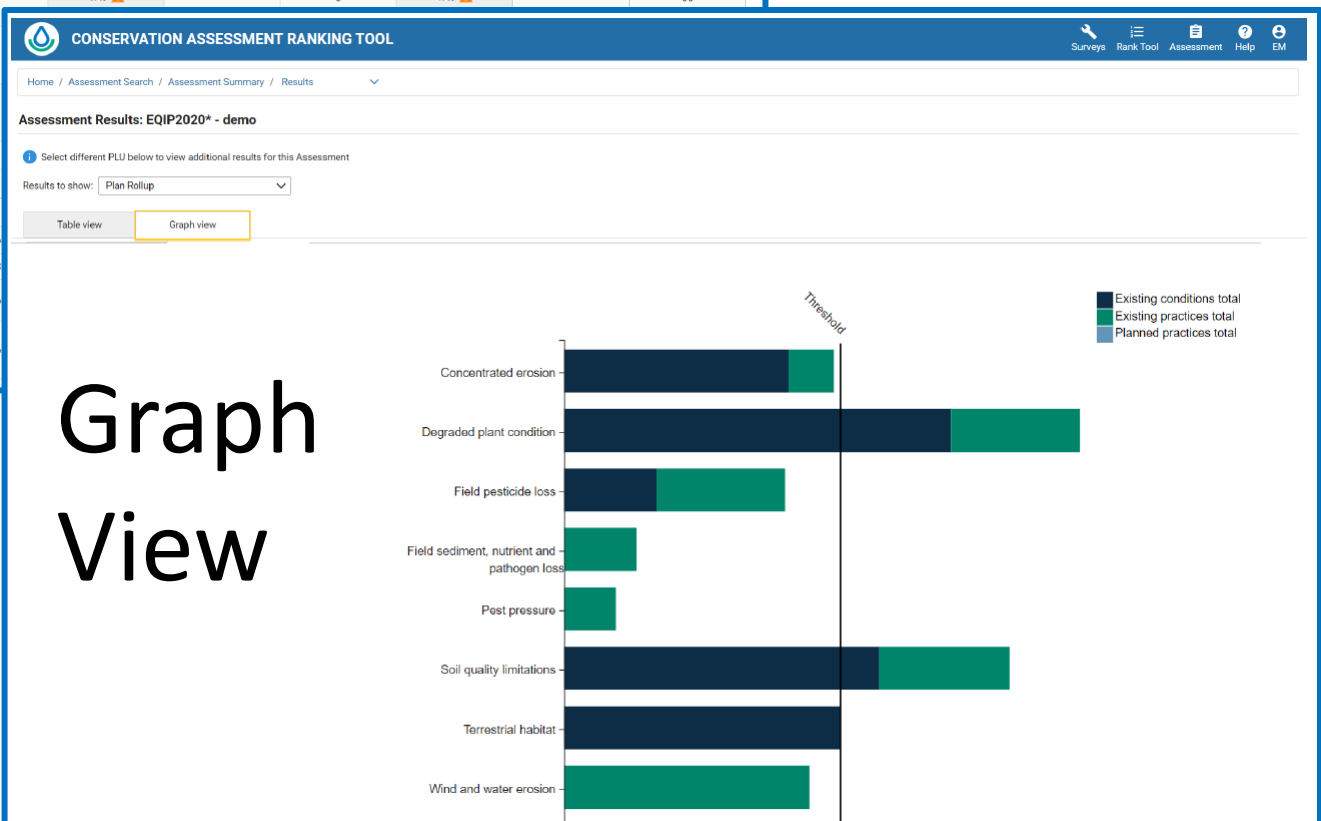 CONSERVATION ASSESSMENT RANKING TOOL
Surveys Rank Tool Assessment Help EM
Home / Assessment Search / Assessment Summary / Results
Assessment Results: EQIP2020* - demo
Select different PLU below to view additional results for this Assessment
Results to show: Plan Rollup
Table view Graph view
Threshold
Existing conditions total
Existing practices total
Planned practices total
Graph
View
Concentrated erosion
Degraded plant condition
Field pesticide loss
Field sediment, nutrient and
pathogen loss
Pest pressure
Soil quality limitations
Terrestrial habitat
Wind and water erosion